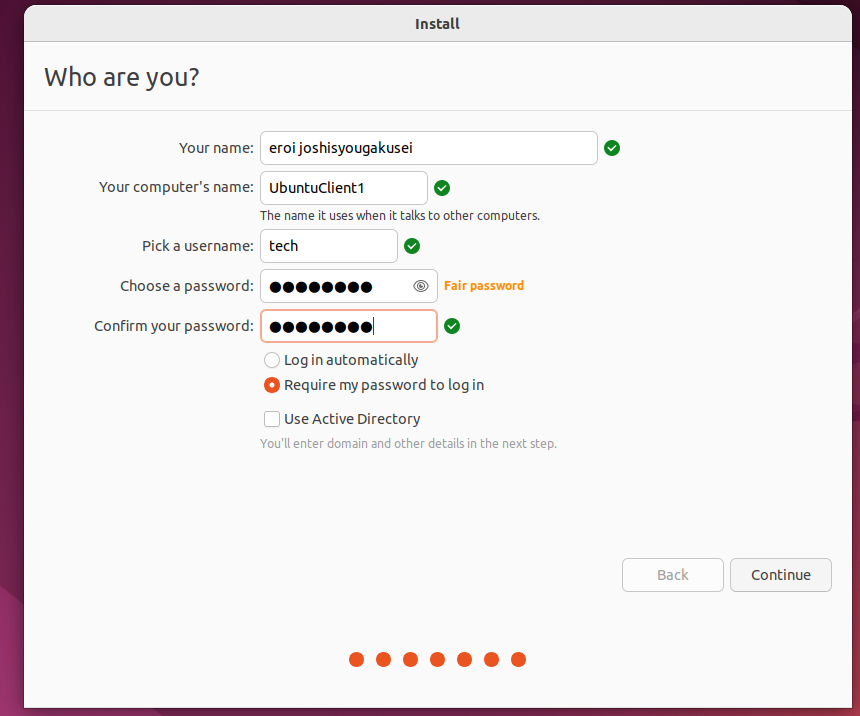 Install
Who are you?
Your name: eroi joshisyougakusei
Your computer's name: UbuntuClient1
The name it uses when it talks to other computers.
Pick a username: tech
Choose a password: ●●●●●●●● Fair password
Confirm your password: ●●●●●●●●
Log in automatically
Require my password to log in
Use Active Directory
You'll enter domain and other details in the next step.
Back Continue